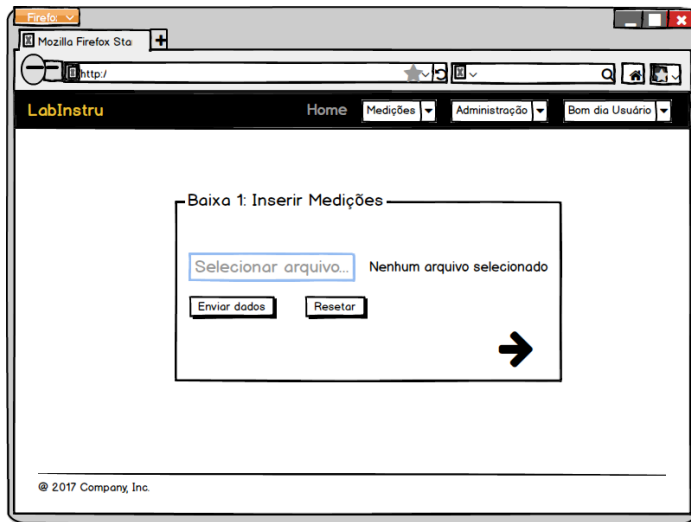 Firefo:
Mozilla Firefox Sta
http:/
LabInstru Home Medições Administração Bom dia Usuário
Baixa 1: Inserir Medições
Selecionar arquivo... Nenhum arquivo selecionado
Enviar dados Resetar
@ 2017 Company, Inc.